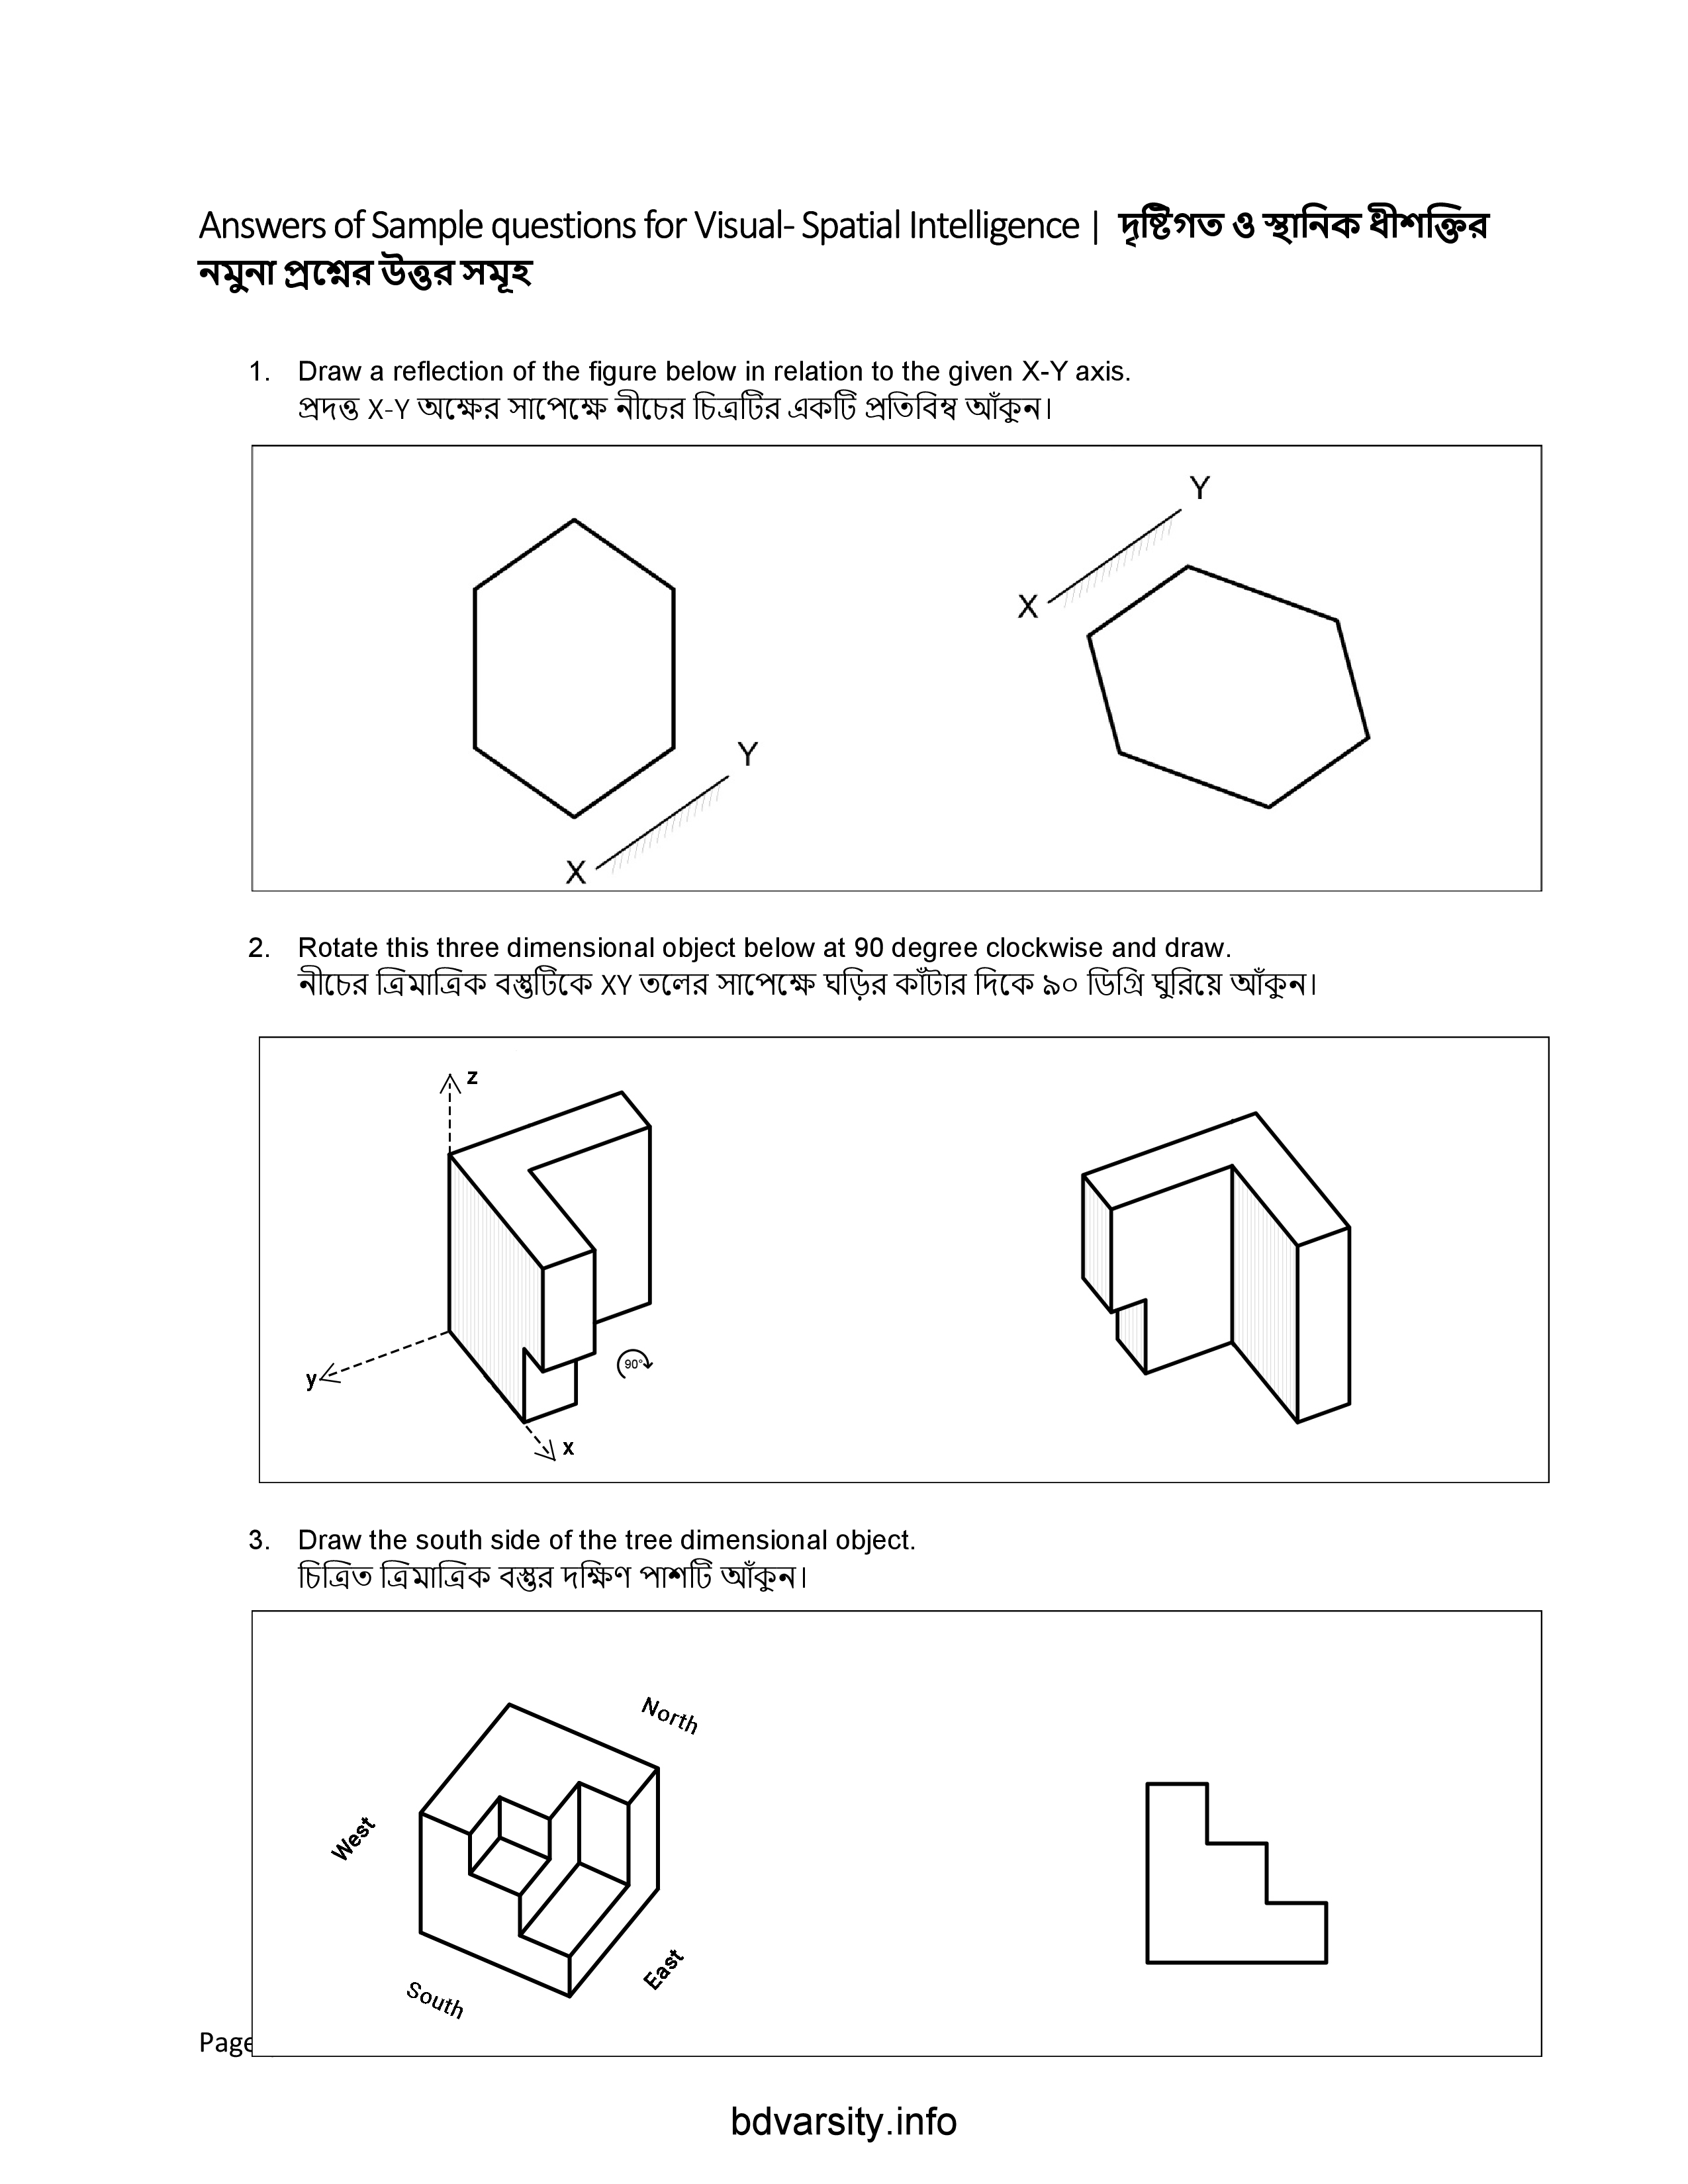 Answers of Sample questions for Visual- Spatial Intelligence | দৃষ্টিগত ও স্থানিক ধীশক্তির
নমুনা প্রশ্নের উত্তর সমূহ
1. Draw a reflection of the figure below in relation to the given X-Y axis.
প্রদত্ত X-Y অক্ষের সাপেক্ষে নীচের চিত্রটির একটি প্রতিবিম্ব আঁকুন।
Y
X
Y
X
2. Rotate this three dimensional object below at 90 degree clockwise and draw.
নীচের ত্রিমাত্রিক বস্তুটিকে XY তলের সাপেক্ষে ঘড়ির কাঁটার দিকে ৯০ ডিগ্রি ঘুরিয়ে আঁকুন।
z
90°
y
x
3. Draw the south side of the tree dimensional object.
চিত্রিত ত্রিমাত্রিক বস্তুর দক্ষিণ পাশটি আঁকুন।
North
West
East
South
Page
bdvarsity.info